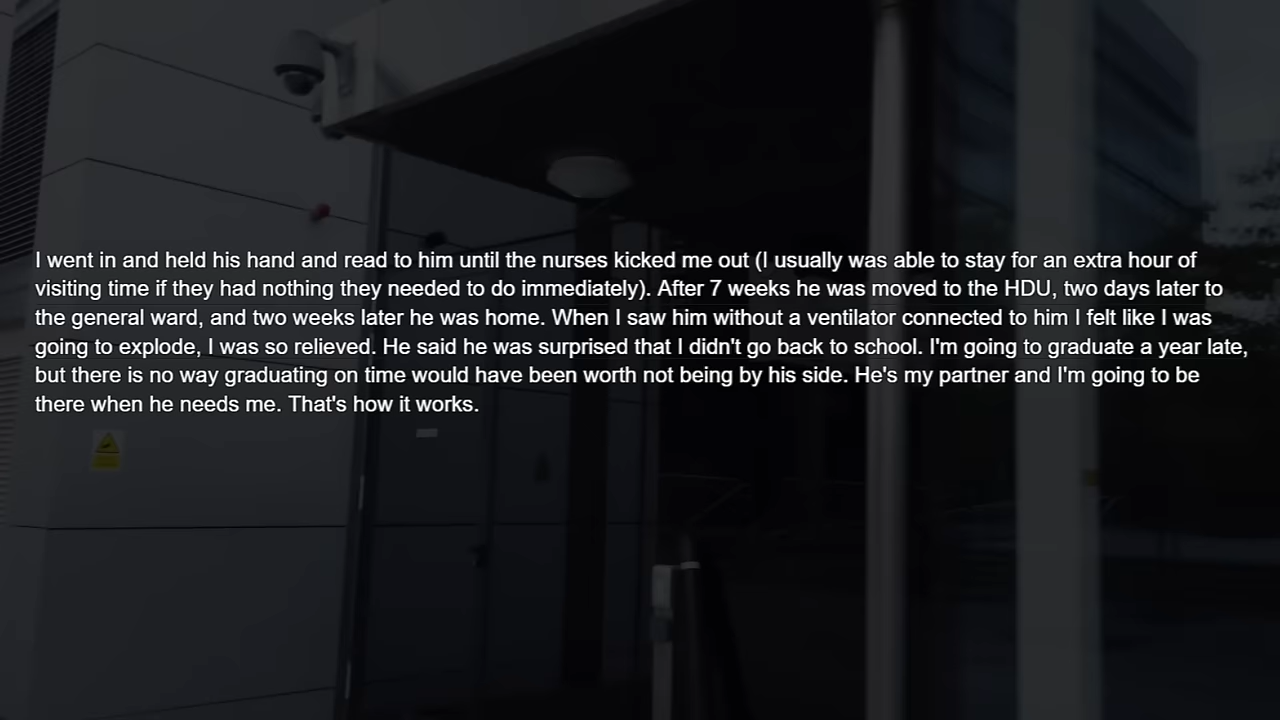 I went in and held his hand and read to him until the nurses kicked me out (I usually was able to stay for an extra hour of
visiting time if they had nothing they needed to do immediately). After 7 weeks he was moved to the HDU, two days later to
the general ward, and two weeks later he was home. When I saw him without a ventilator connected to him I felt like I was
going to explode, I was so relieved. He said he was surprised that I didn't go back to school. I'm going to graduate a year late,
but there is no way graduating on time would have been worth not being by his side. He's my partner and I'm going to be
there when he needs me. That's how it works.